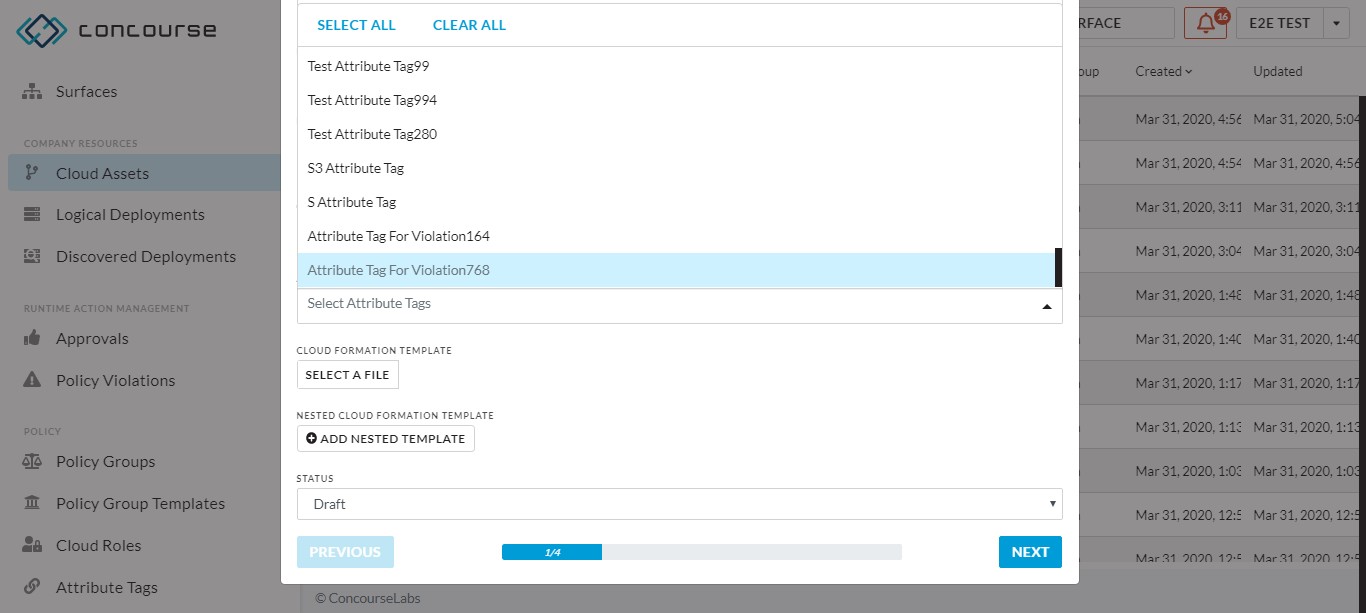 concourse
Surfaces
COMPANY RESOURCES
Cloud Assets
Logical Deployments
Discovered Deployments
RUNTIME ACTION MANAGEMENT
Approvals
Policy Violations
POLICY
Policy Groups
Policy Group Templates
Cloud Roles
Attribute Tags
SELECT ALL CLEAR ALL
Test Attribute Tag99
Test Attribute Tag994
Test Attribute Tag280
S3 Attribute Tag
S Attribute Tag
Attribute Tag For Violation164
Attribute Tag For Violation768
Select Attribute Tags
CLOUD FORMATION TEMPLATE
SELECT A FILE
NESTED CLOUD FORMATION TEMPLATE
ADD NESTED TEMPLATE
STATUS
Draft
PREVIOUS 1/4 NEXT
RFACE 16 E2E TEST
oup Created Updated
Mar 31, 2020, 4:56 Mar 31, 2020, 5:04
Mar 31, 2020, 4:54 Mar 31, 2020, 4:56
Mar 31, 2020, 3:11 Mar 31, 2020, 3:11
Mar 31, 2020, 3:04 Mar 31, 2020, 3:04
Mar 31, 2020, 1:48 Mar 31, 2020, 1:48
Mar 31, 2020, 1:40 Mar 31, 2020, 1:40
Mar 31, 2020, 1:17 Mar 31, 2020, 1:17
Mar 31, 2020, 1:13 Mar 31, 2020, 1:13
Mar 31, 2020, 1:03 Mar 31, 2020, 1:03
Mar 31, 2020, 12:5 Mar 31, 2020, 12:5
Mar 31, 2020, 12:5 Mar 31, 2020, 12:5
© ConcourseLabs